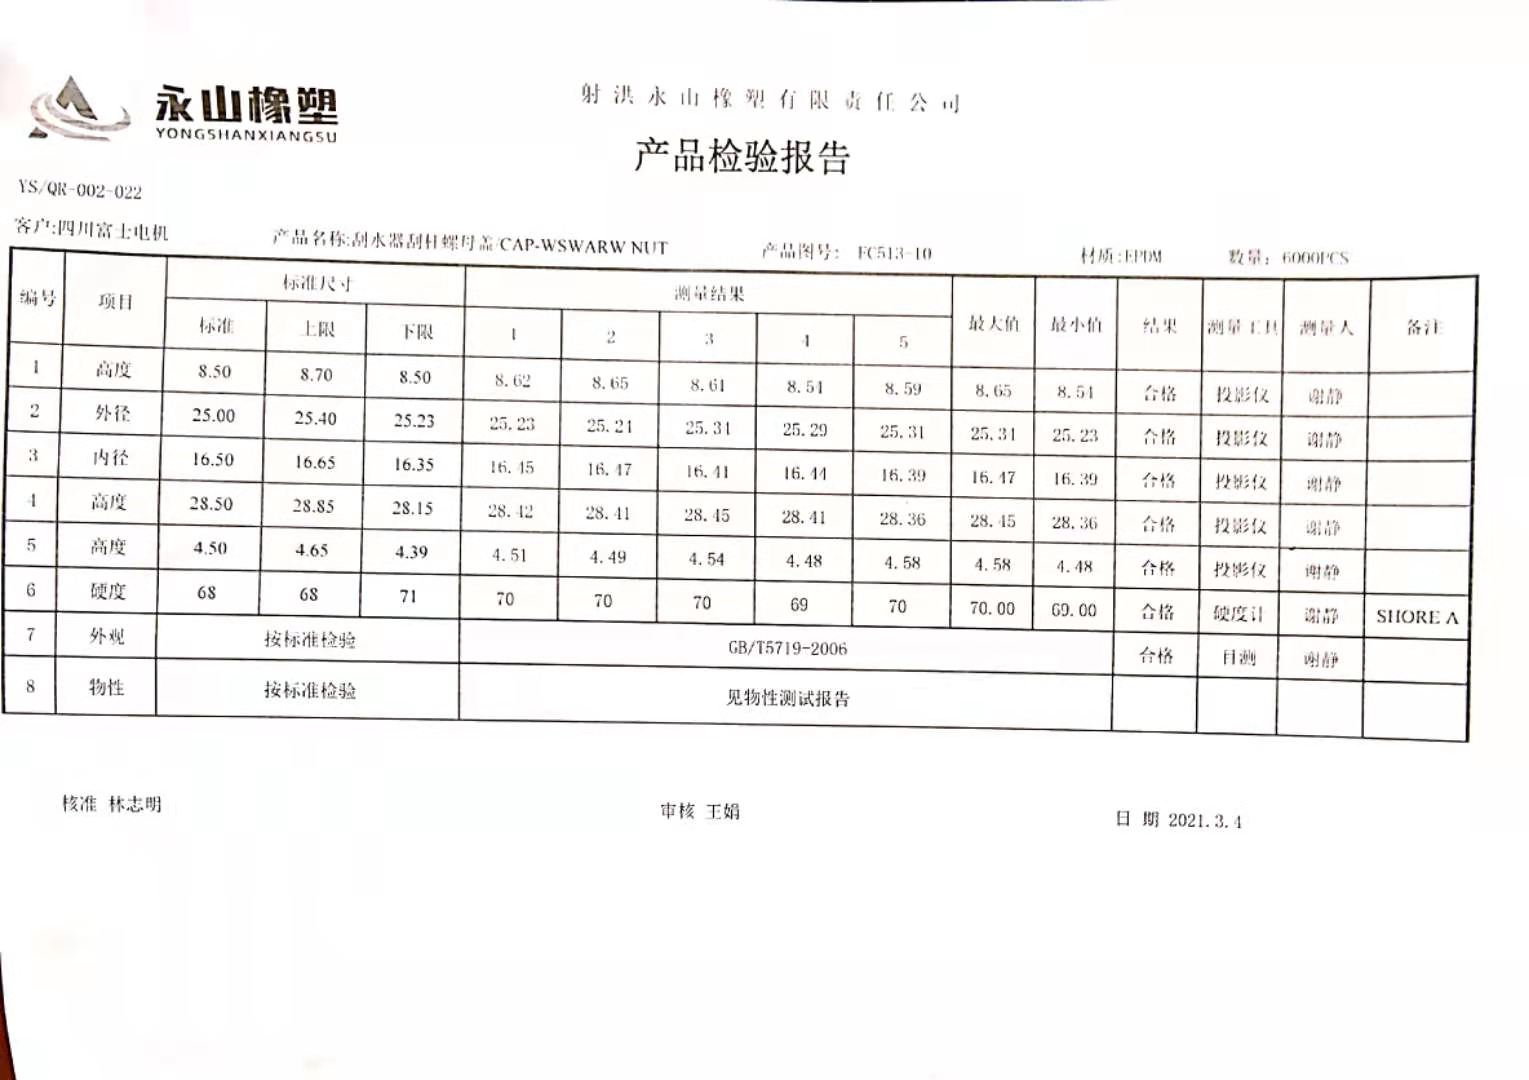 永山橡塑
YONGSHANXIANGSU
射洪永山橡塑有限责任公司
产品检验报告
YS/QR-002-022
客户:四川富士电机 产品名称:刮水器刮杆螺母盖/CAP-WSWARW NUT 产品图号: FC513-10 材质:EPDM 数量: 6000PCS
编号 项目 标准尺寸 测量结果 最大值 最小值 结果 测量工具 测量人 备注
标准 上限 下限 1 2 3 4 5
1 高度 8.50 8.70 8.50 8.62 8.65 8.61 8.54 8.59 8.65 8.54 合格 投影仪 谢静
2 外径 25.00 25.40 25.23 25.23 25.24 25.31 25.29 25.31 25.31 25.23 合格 投影仪 谢静
3 内径 16.50 16.65 16.35 16.45 16.47 16.41 16.44 16.39 16.47 16.39 合格 投影仪 谢静
4 高度 28.50 28.85 28.15 28.42 28.41 28.45 28.41 28.36 28.45 28.36 合格 投影仪 谢静
5 高度 4.50 4.65 4.39 4.51 4.49 4.54 4.48 4.58 4.58 4.48 合格 投影仪 谢静
6 硬度 68 68 71 70 70 70 69 70 70.00 69.00 合格 硬度计 谢静 SHORE A
7 外观 按标准检验 GB/T5719-2006 合格 目测 谢静
8 物性 按标准检验 见物性测试报告
核准 林志明 审核 王娟 日 期 2021.3.4